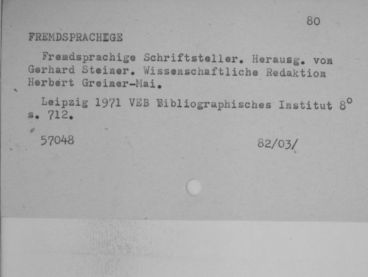 80
FREMDSPRACHIGE
Fremdsprachige Schriftsteller. Herausg. von
Gerhard Steiner. Wissenschaftliche Redaktion
Herbert Greiner-Mai.
Leipzig 1971 VEB Bibliographisches Institut 8°
s. 712.
57048 82/03/